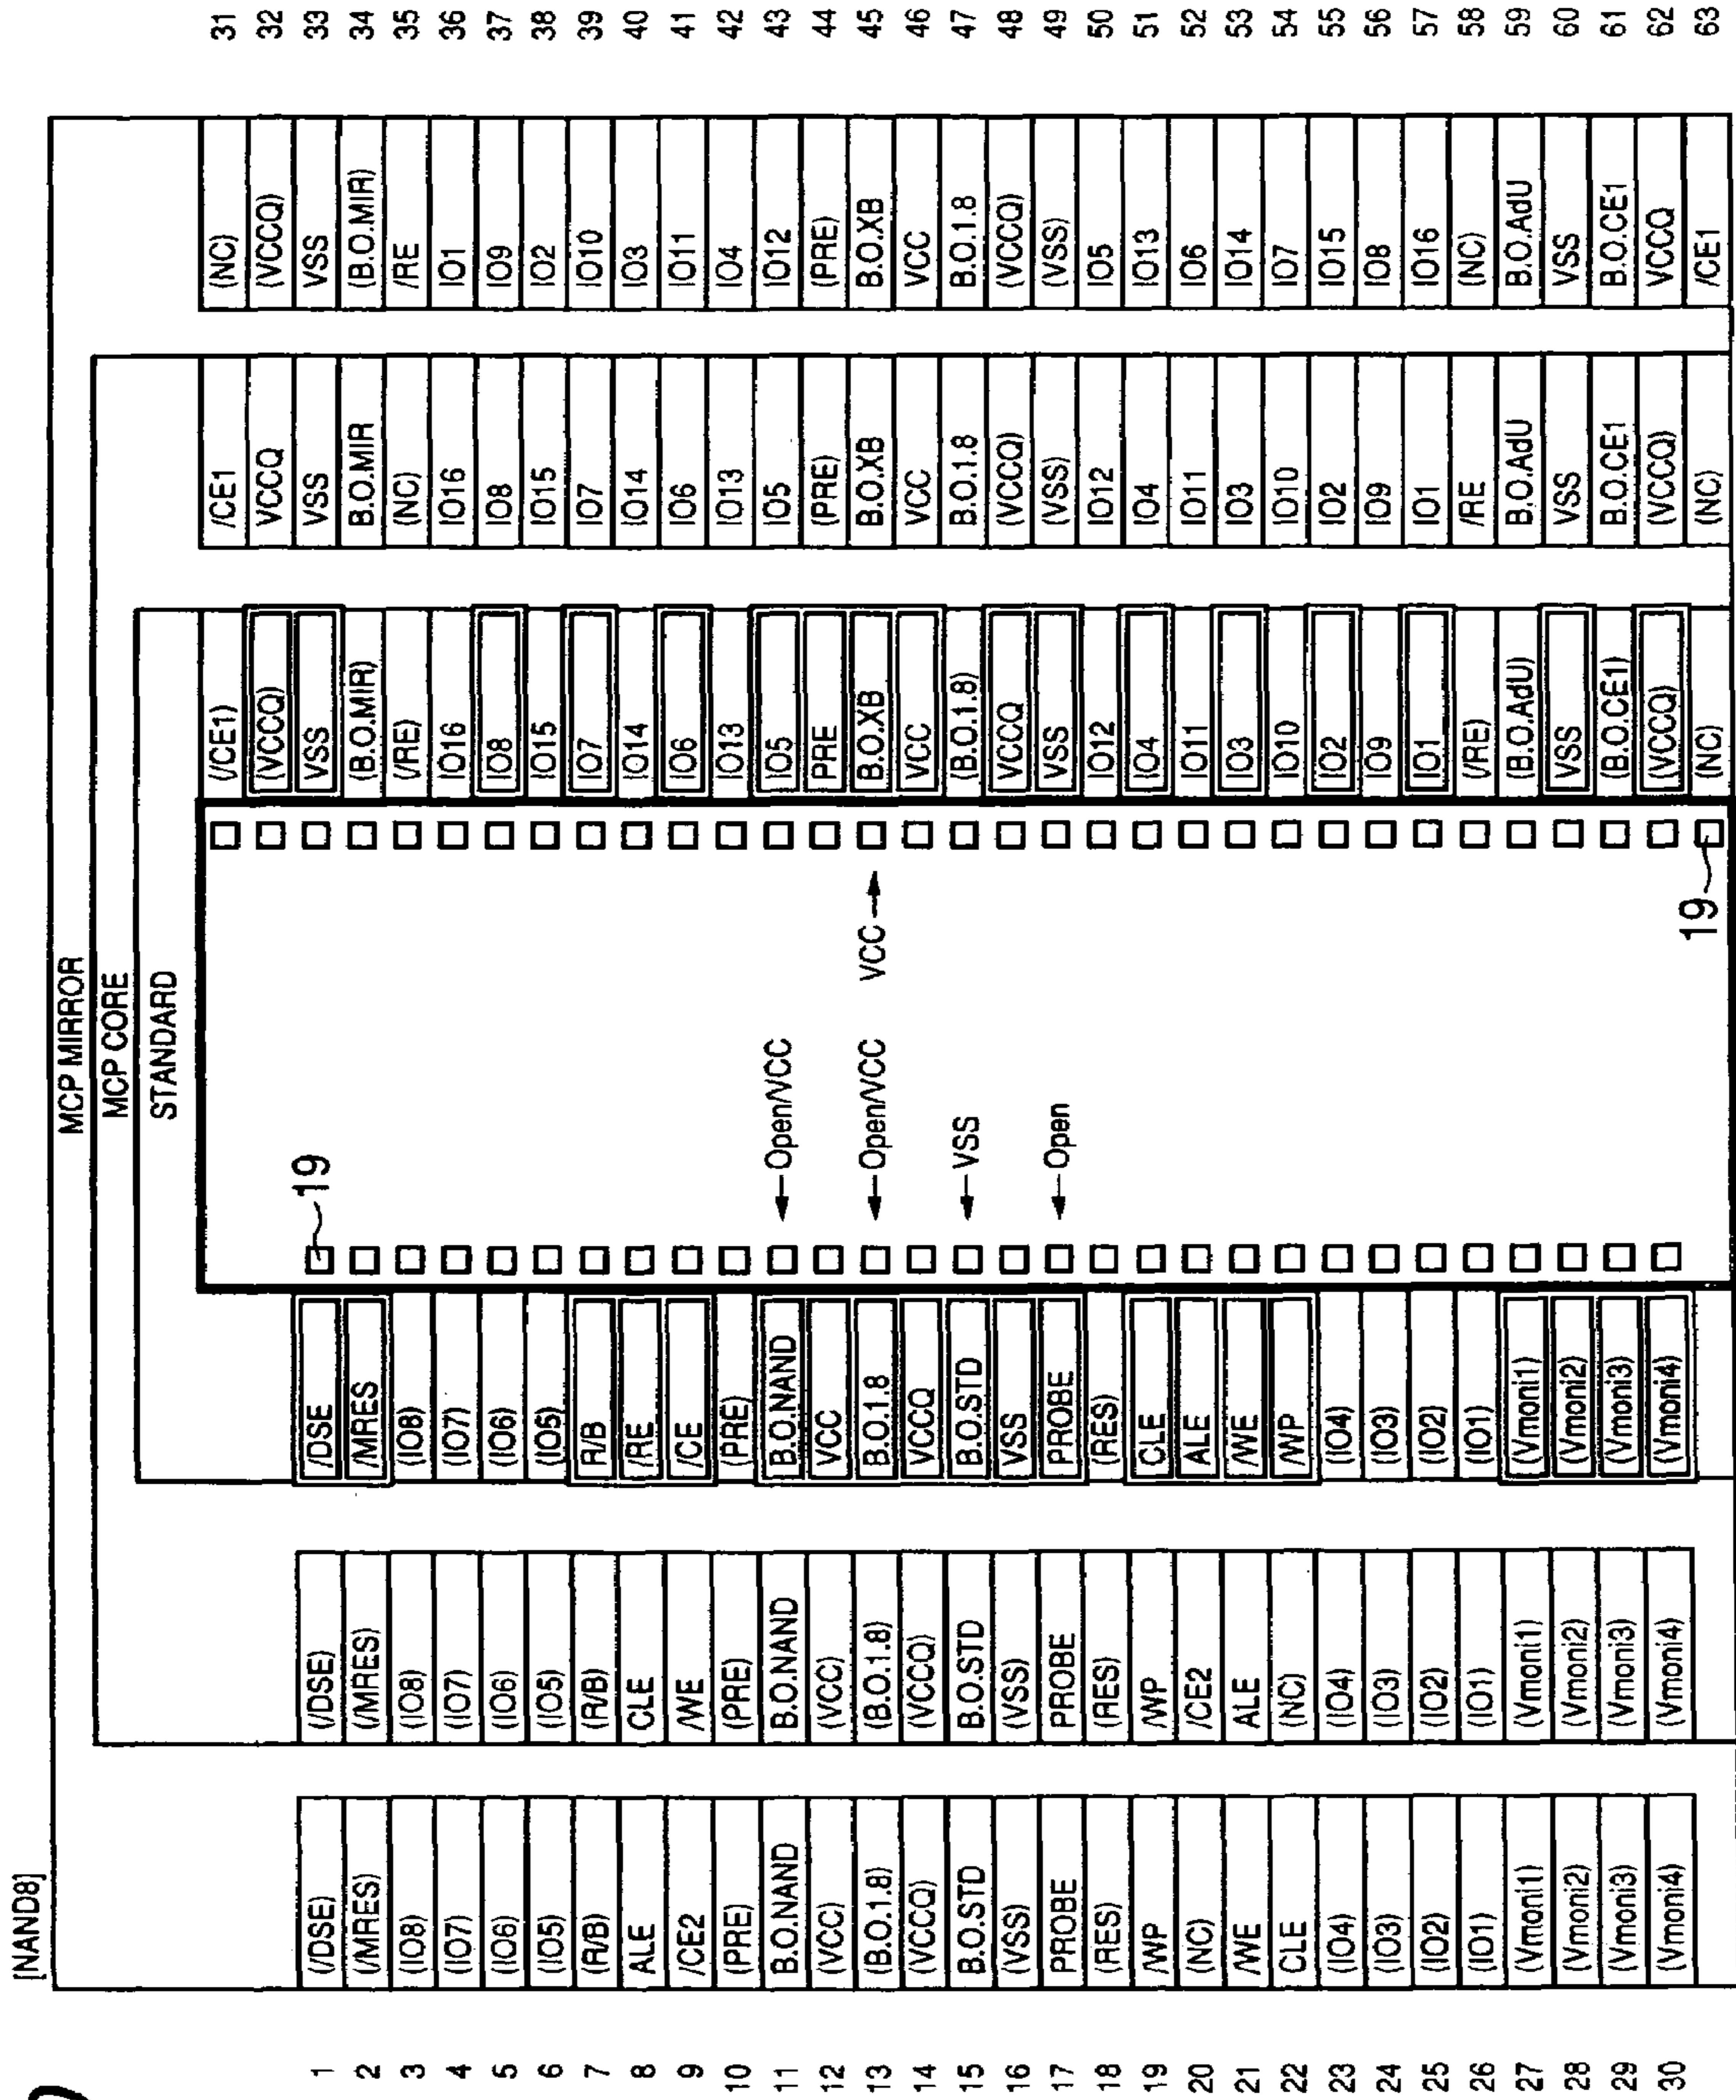 [NAND8]
MCP MIRROR
MCP CORE
STANDARD
(/CE1) /CE1 (NC) 31
(VCCQ) VCCQ (VCCQ) 32
1 (/DSE) (/DSE) /DSE 19 VSS VSS VSS 33
2 (/MRES) (/MRES) /MRES (B.O.MIR) B.O.MIR (B.O.MIR) 34
3 (IO8) (IO8) (IO8) (/RE) (NC) /RE 35
4 (IO7) (IO7) (IO7) IO16 IO16 IO1 36
5 (IO6) (IO6) (IO6) IO8 IO8 IO9 37
6 (IO5) (IO5) (IO5) IO15 IO15 IO2 38
7 (R/B) (R/B) R/B IO7 IO7 IO10 39
8 ALE CLE /RE IO14 IO14 IO3 40
9 /CE2 /WE /CE IO6 IO6 IO11 41
10 (PRE) (PRE) (PRE) IO13 IO13 IO4 42
11 B.O.NAND B.O.NAND B.O.NAND ←Open/VCC IO5 IO5 IO12 43
12 (VCC) (VCC) VCC PRE (PRE) (PRE) 44
13 (B.O.1.8) (B.O.1.8) B.O.1.8 ←Open/VCC VCC→ B.O.XB B.O.XB B.O.XB 45
14 (VCCQ) (VCCQ) VCCQ VCC VCC VCC 46
15 B.O.STD B.O.STD B.O.STD ←VSS (B.O.1.8) B.O.1.8 B.O.1.8 47
16 (VSS) (VSS) VSS VCCQ (VCCQ) (VCCQ) 48
17 PROBE PROBE PROBE ←Open VSS (VSS) (VSS) 49
18 (RES) (RES) (RES) IO12 IO12 IO5 50
19 /WP /WP CLE IO4 IO4 IO13 51
20 (NC) /CE2 ALE IO11 IO11 IO6 52
21 /WE ALE /WE IO3 IO3 IO14 53
22 CLE (NC) /WP IO10 IO10 IO7 54
23 (IO4) (IO4) (IO4) IO2 IO2 IO15 55
24 (IO3) (IO3) (IO3) IO9 IO9 IO8 56
25 (IO2) (IO2) (IO2) IO1 IO1 IO16 57
26 (IO1) (IO1) (IO1) (/RE) /RE (NC) 58
27 (Vmoni1) (Vmoni1) (Vmoni1) (B.O.AdU) B.O.AdU B.O.AdU 59
28 (Vmoni2) (Vmoni2) (Vmoni2) VSS VSS VSS 60
29 (Vmoni3) (Vmoni3) (Vmoni3) (B.O.CE1) B.O.CE1 B.O.CE1 61
30 (Vmoni4) (Vmoni4) (Vmoni4) (VCCQ) (VCCQ) VCCQ 62
19 (NC) (NC) /CE1 63